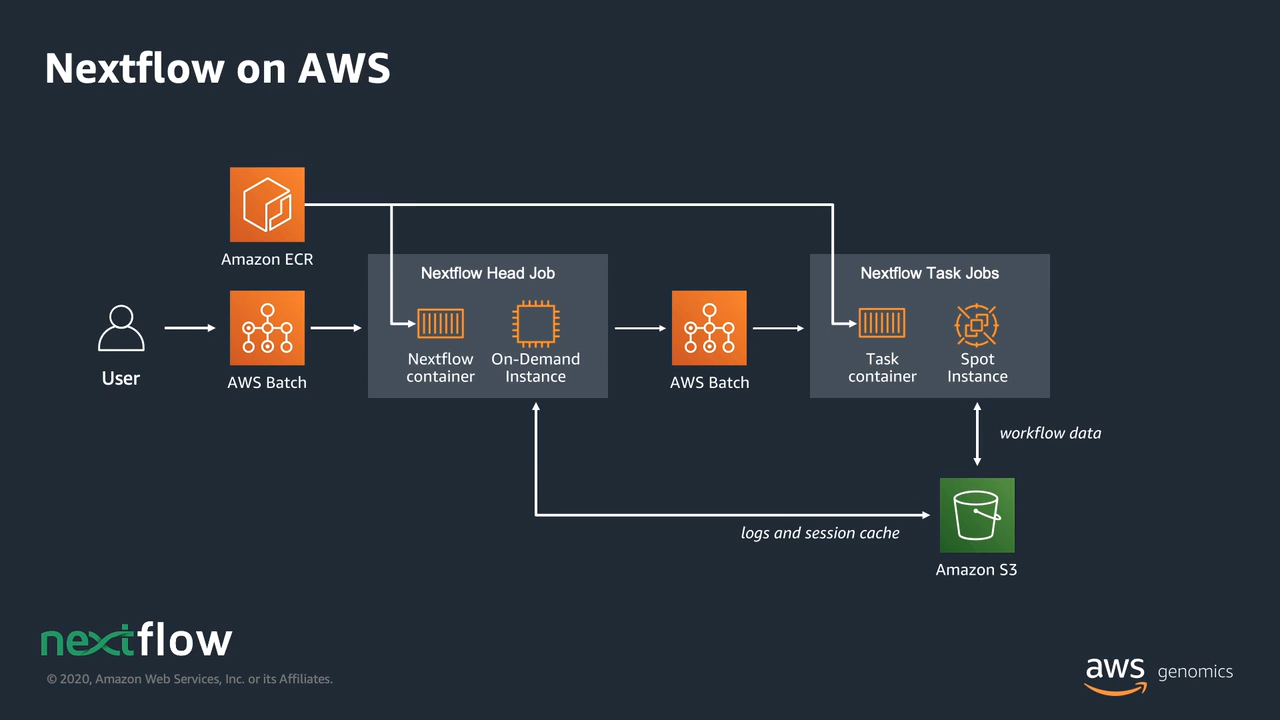 Nextflow on AWS
Amazon ECR
Nextflow Head Job
Nextflow Task Jobs
User
AWS Batch
Nextflow
container
On-Demand
Instance
AWS Batch
Task
container
Spot
Instance
workflow data
logs and session cache
Amazon S3
nextflow
© 2020, Amazon Web Services, Inc. or its Affiliates.
aws genomics